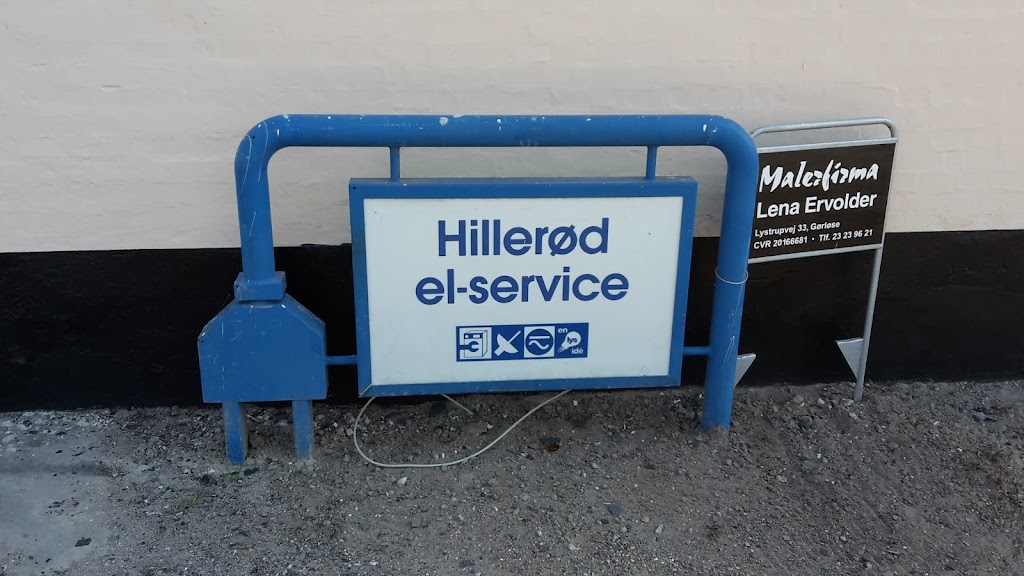 Hillerød
el-service
en
lys
idé
Malerfirma
Lena Ervolder
Lystrupvej 33, Gørløse
CVR 20166681 • Tlf. 23 23 96 21